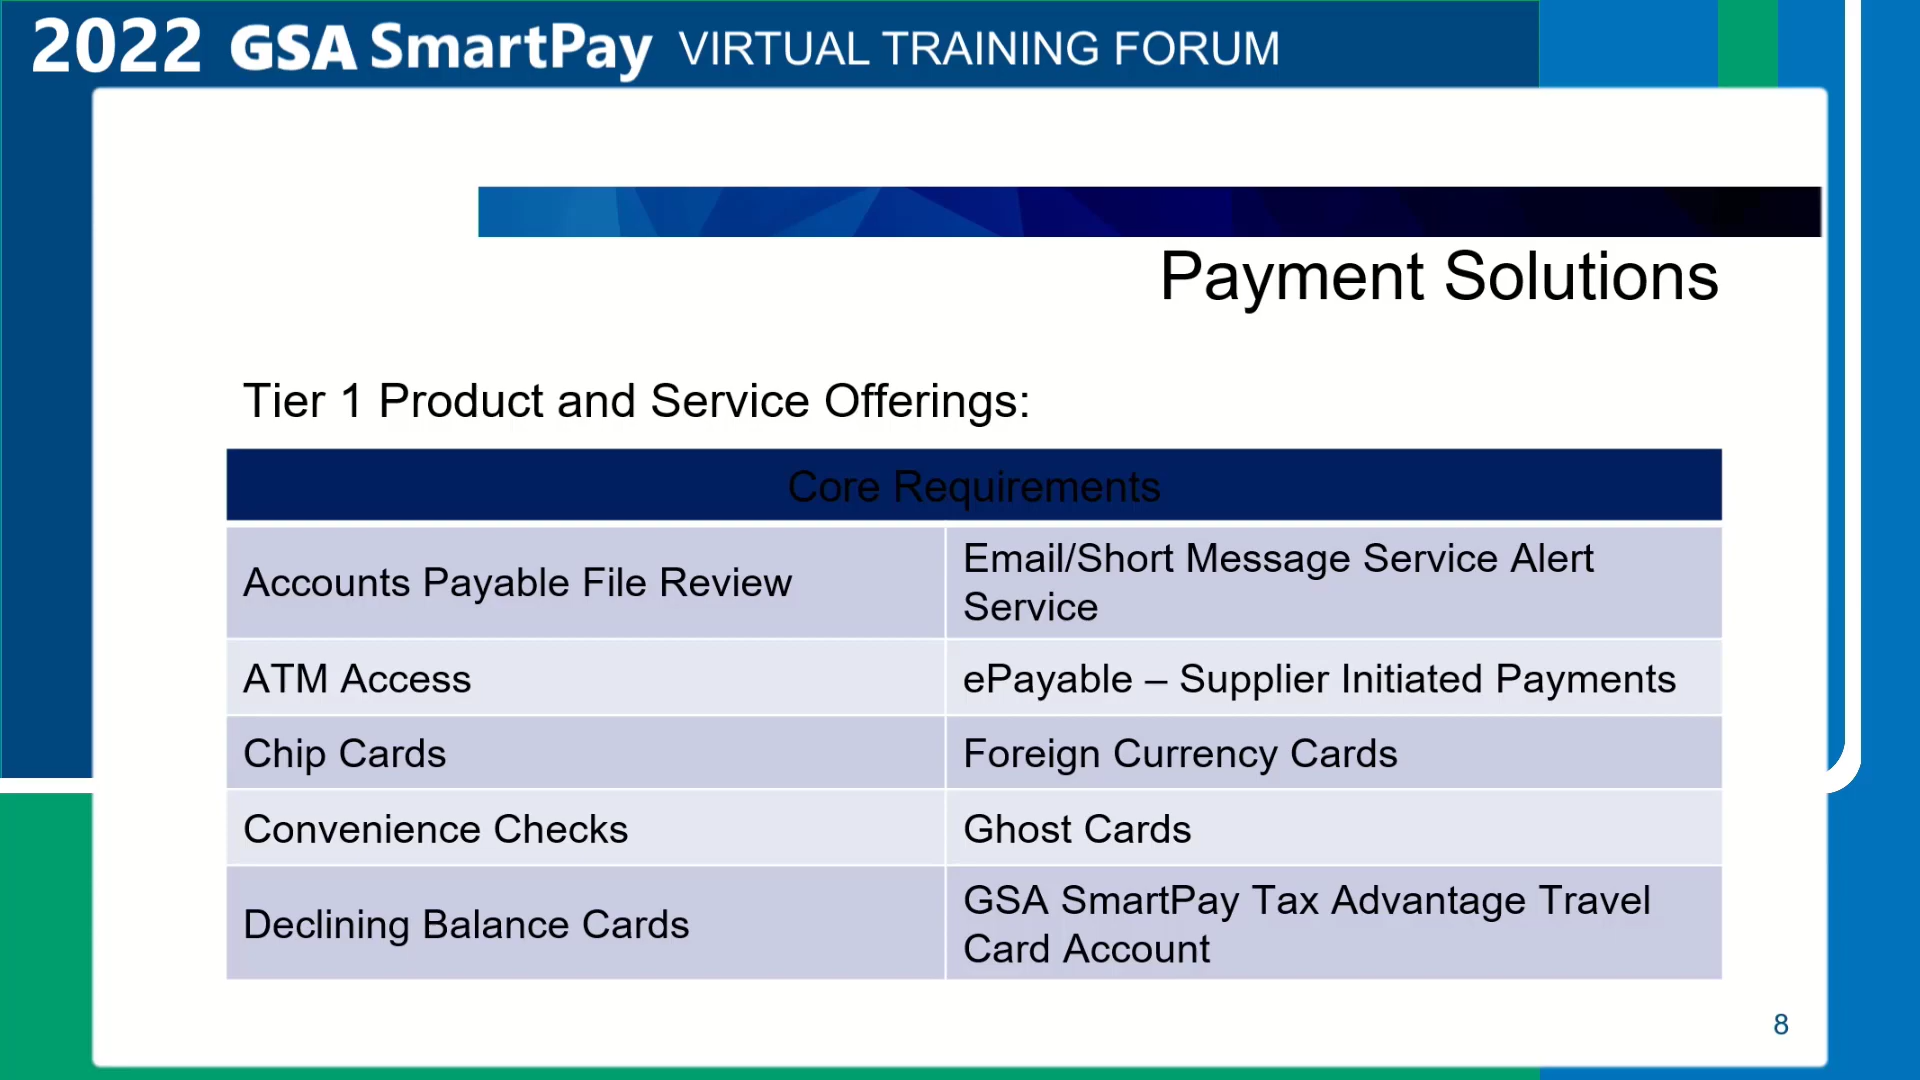 2022 GSA SmartPay VIRTUAL TRAINING FORUM
Payment Solutions
Tier 1 Product and Service Offerings:
Core Requirements
Accounts Payable File Review
Email/Short Message Service Alert
Service
ATM Access
ePayable – Supplier Initiated Payments
Chip Cards
Foreign Currency Cards
Convenience Checks
Ghost Cards
Declining Balance Cards
GSA SmartPay Tax Advantage Travel
Card Account
8